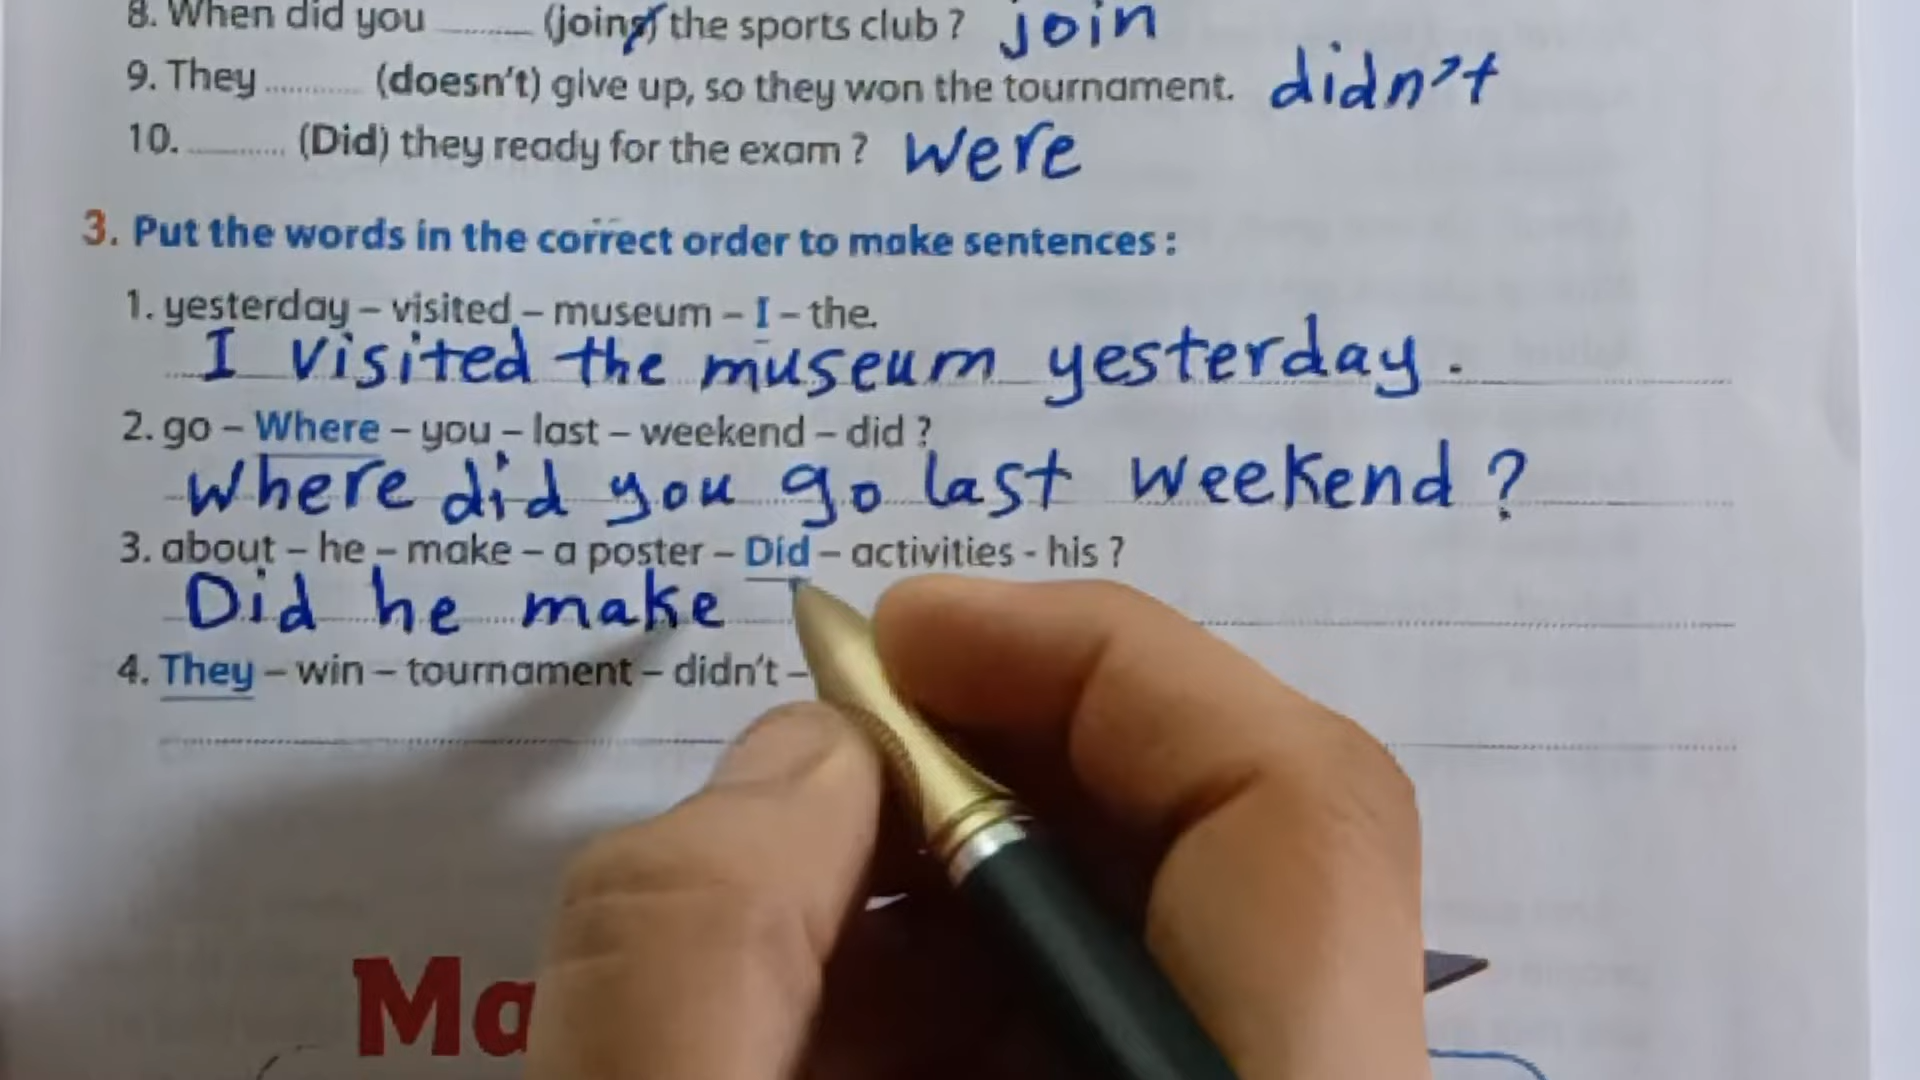 8. When did you ........ (joing) the sports club ? join
9. They ........ (doesn't) give up, so they won the tournament. didn't
10. ........ (Did) they ready for the exam ? were
3. Put the words in the correct order to make sentences :
1. yesterday – visited – museum – I – the.
I visited the museum yesterday.
2. go – Where – you – last – weekend – did ?
Where did you go last weekend ?
3. about – he – make – a poster – Did – activities - his ?
Did he make
4. They – win – tournament – didn't –
Ma